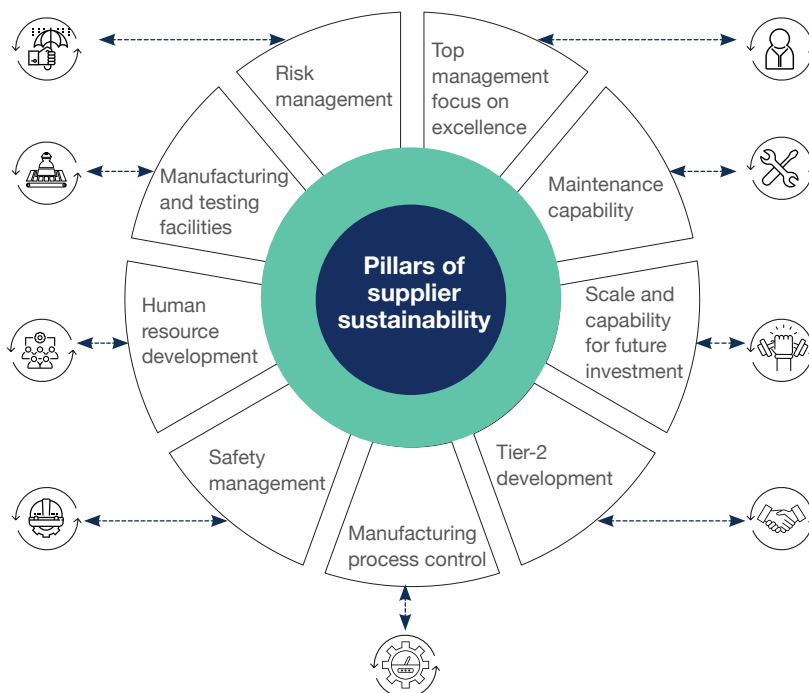 Risk
management
Top
management
focus on
excellence
Manufacturing
and testing
facilities
Maintenance
capability
Pillars of
supplier
sustainability
Human
resource
development
Scale and
capability
for future
investment
Safety
management
Tier-2
development
Manufacturing
process control